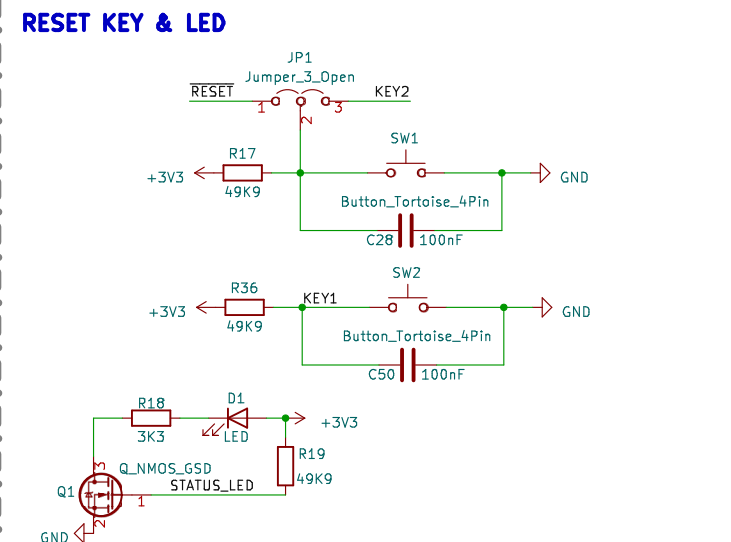 RESET KEY & LED
JP1
Jumper_3_Open
RESET
1
2
3
KEY2
R17
49K9
+3V3
SW1
Button_Tortoise_4Pin
GND
C28
100nF
R36
49K9
+3V3
KEY1
SW2
Button_Tortoise_4Pin
GND
C50
100nF
R18
3K3
D1
LED
+3V3
R19
49K9
Q_NMOS_GSD
STATUS_LED
Q1
3
1
2
GND